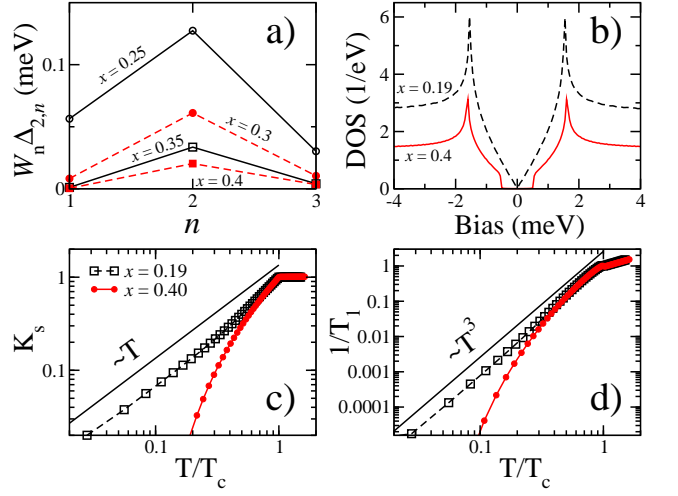 a)
W_n Δ_{2,n} (meV)
0.1
0
x = 0.25
x = 0.3
x = 0.35
x = 0.4
1 2 3
n
b)
DOS (1/eV)
6
4
2
0
x = 0.19
x = 0.4
-4 -2 0 2 4
Bias (meV)
c)
K_s
1
0.1
x = 0.19
x = 0.40
~T
0.1 1
T/T_c
d)
1/T_1
1
0.1
0.01
0.001
0.0001
~T^3
0.1 1
T/T_c